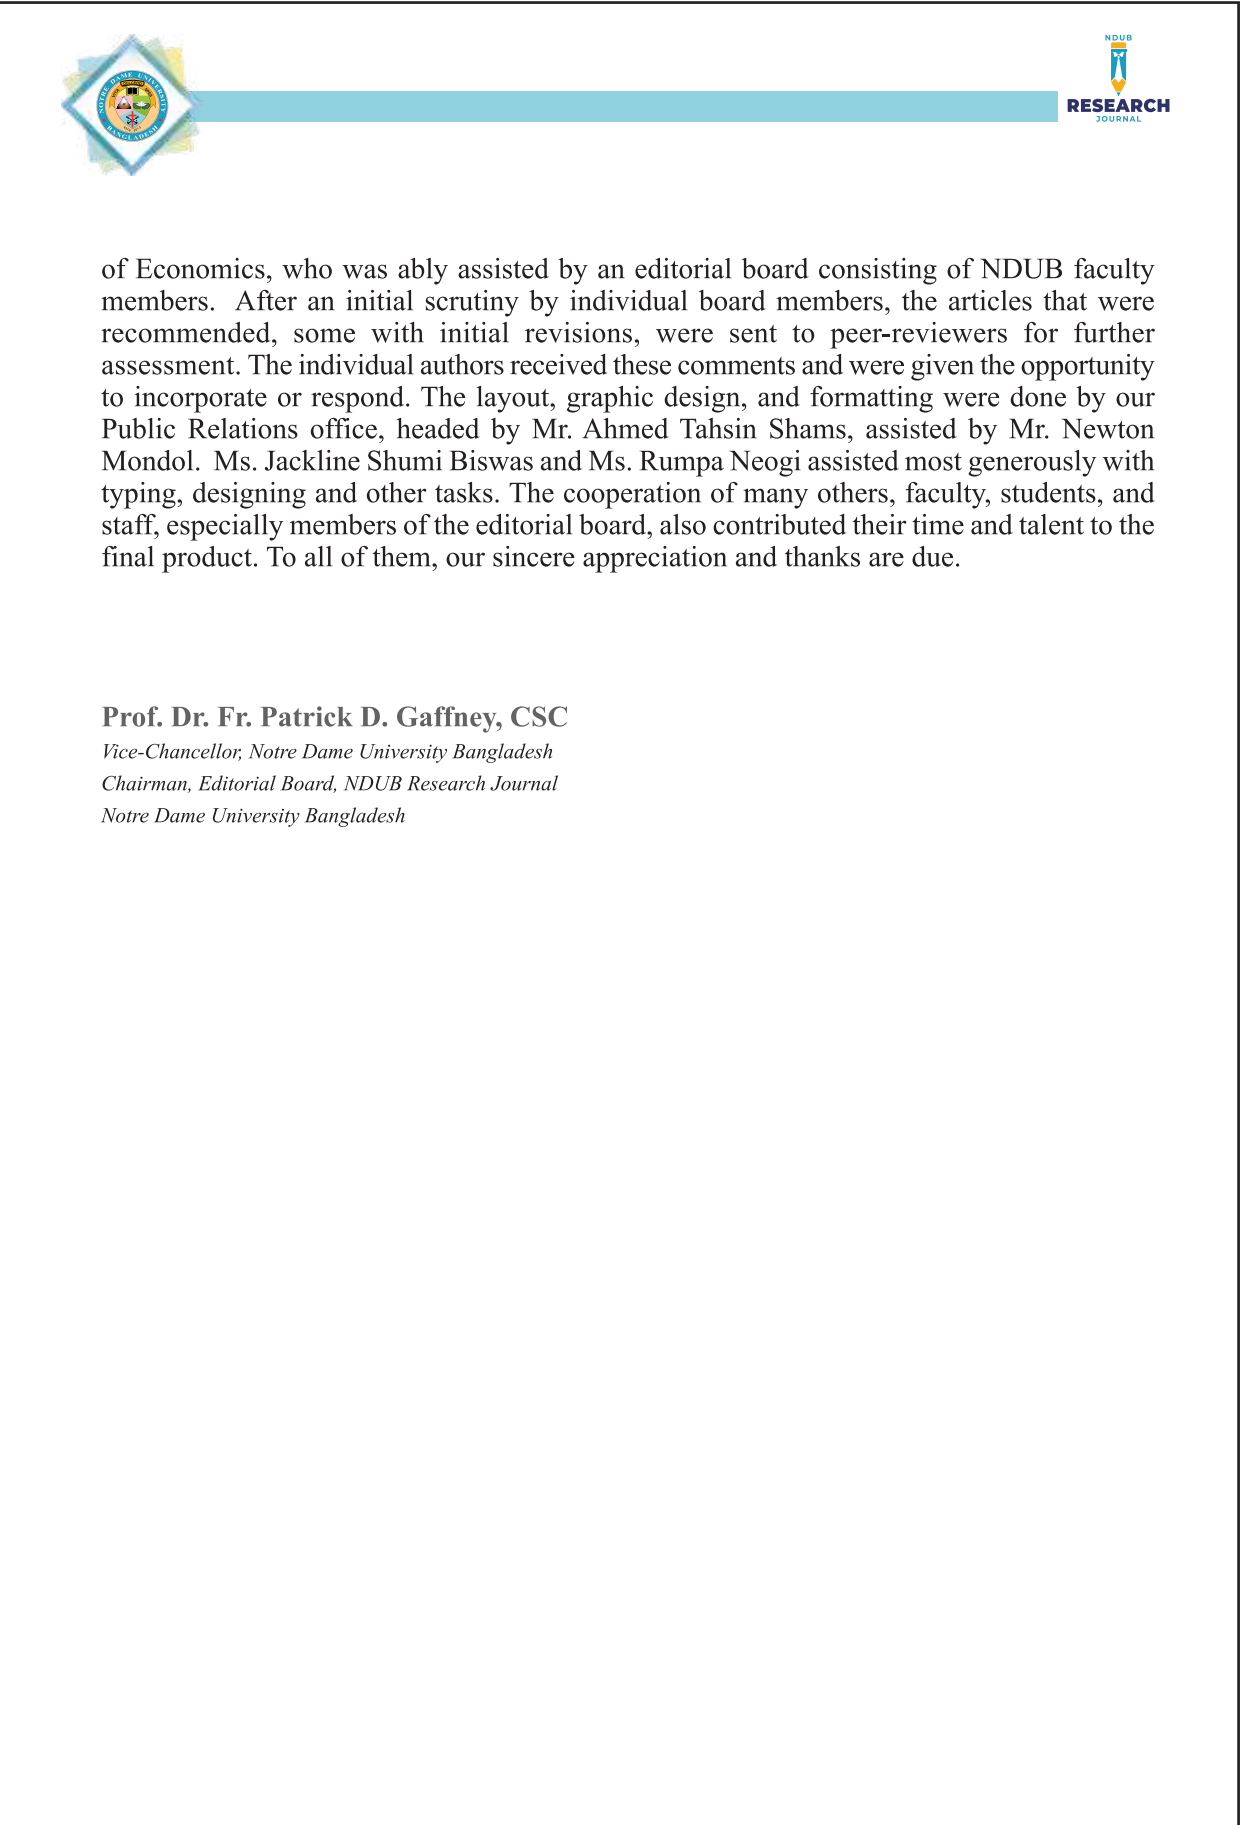 NOTRE DAME UNIVERSITY
BANGLADESH
NDUB
RESEARCH
JOURNAL
of Economics, who was ably assisted by an editorial board consisting of NDUB faculty
members.  After an initial scrutiny by individual board members, the articles that were
recommended, some with initial revisions, were sent to peer-reviewers for further
assessment. The individual authors received these comments and were given the opportunity
to incorporate or respond. The layout, graphic design, and formatting were done by our
Public Relations office, headed by Mr. Ahmed Tahsin Shams, assisted by Mr. Newton
Mondol.  Ms. Jackline Shumi Biswas and Ms. Rumpa Neogi assisted most generously with
typing, designing and other tasks. The cooperation of many others, faculty, students, and
staff, especially members of the editorial board, also contributed their time and talent to the
final product. To all of them, our sincere appreciation and thanks are due.
Prof. Dr. Fr. Patrick D. Gaffney, CSC
Vice-Chancellor, Notre Dame University Bangladesh
Chairman, Editorial Board, NDUB Research Journal
Notre Dame University Bangladesh